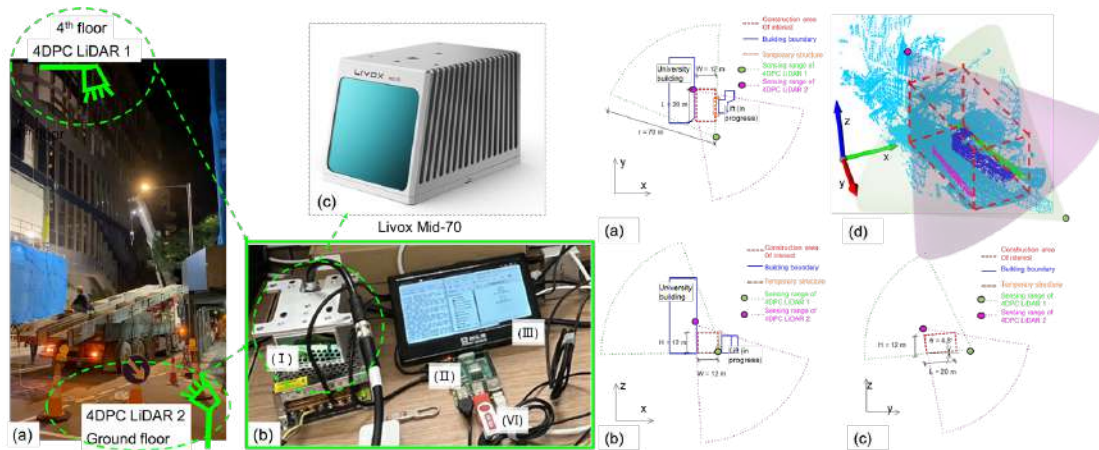 4th floor
4DPC LiDAR 1
floor
4DPC LiDAR 2
Ground floor
(a)
LIVOX
(c)
Livox Mid-70
(I)
(II)
(III)
(VI)
(b)
University
building
W = 12 m
L = 20 m
Lift (in
progress)
r = 70 m
y
x
(a)
Construction area
Of interest
Building boundary
Temporary structure
Sensing range of
4DPC LiDAR 1
Sensing range of
4DPC LiDAR 2
z
x
y
(d)
University
building
H = 12 m
Lift (in
progress)
W = 12 m
z
x
(b)
Construction area
Of interest
Building boundary
Temporary structure
Sensing range of
4DPC LiDAR 1
Sensing range of
4DPC LiDAR 2
Construction area
Of interest
Building boundary
Temporary structure
Sensing range of
4DPC LiDAR 1
Sensing range of
4DPC LiDAR 2
H = 12 m
L = 20 m
z
y
(c)